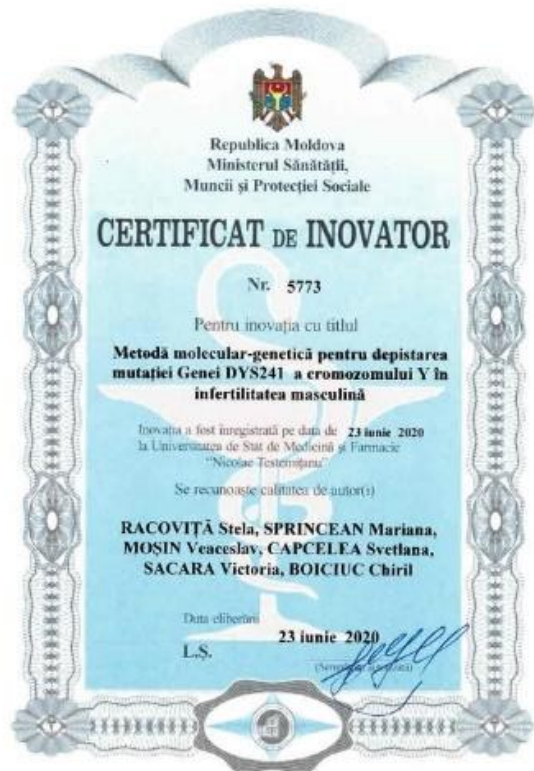 Republica Moldova
Ministerul Sănătății,
Muncii și Protecției Sociale
CERTIFICAT DE INOVATOR
Nr. 5773
Pentru inovația cu titlul
Metodă molecular-genetică pentru depistarea
mutației Genei DYS241 a cromozomului Y în
infertilitatea masculină
Inovația a fost înregistrată pe data de 23 iunie 2020
la Universitatea de Stat de Medicină și Farmacie
"Nicolae Testemițanu"
Se recunoaște calitatea de autor(i)
RACOVIȚĂ Stela, SPRINCEAN Mariana,
MOȘIN Veaceslav, CAPCELEA Svetlana,
SACARA Victoria, BOICIUC Chiril
Data eliberării
23 iunie 2020
L.Ș.